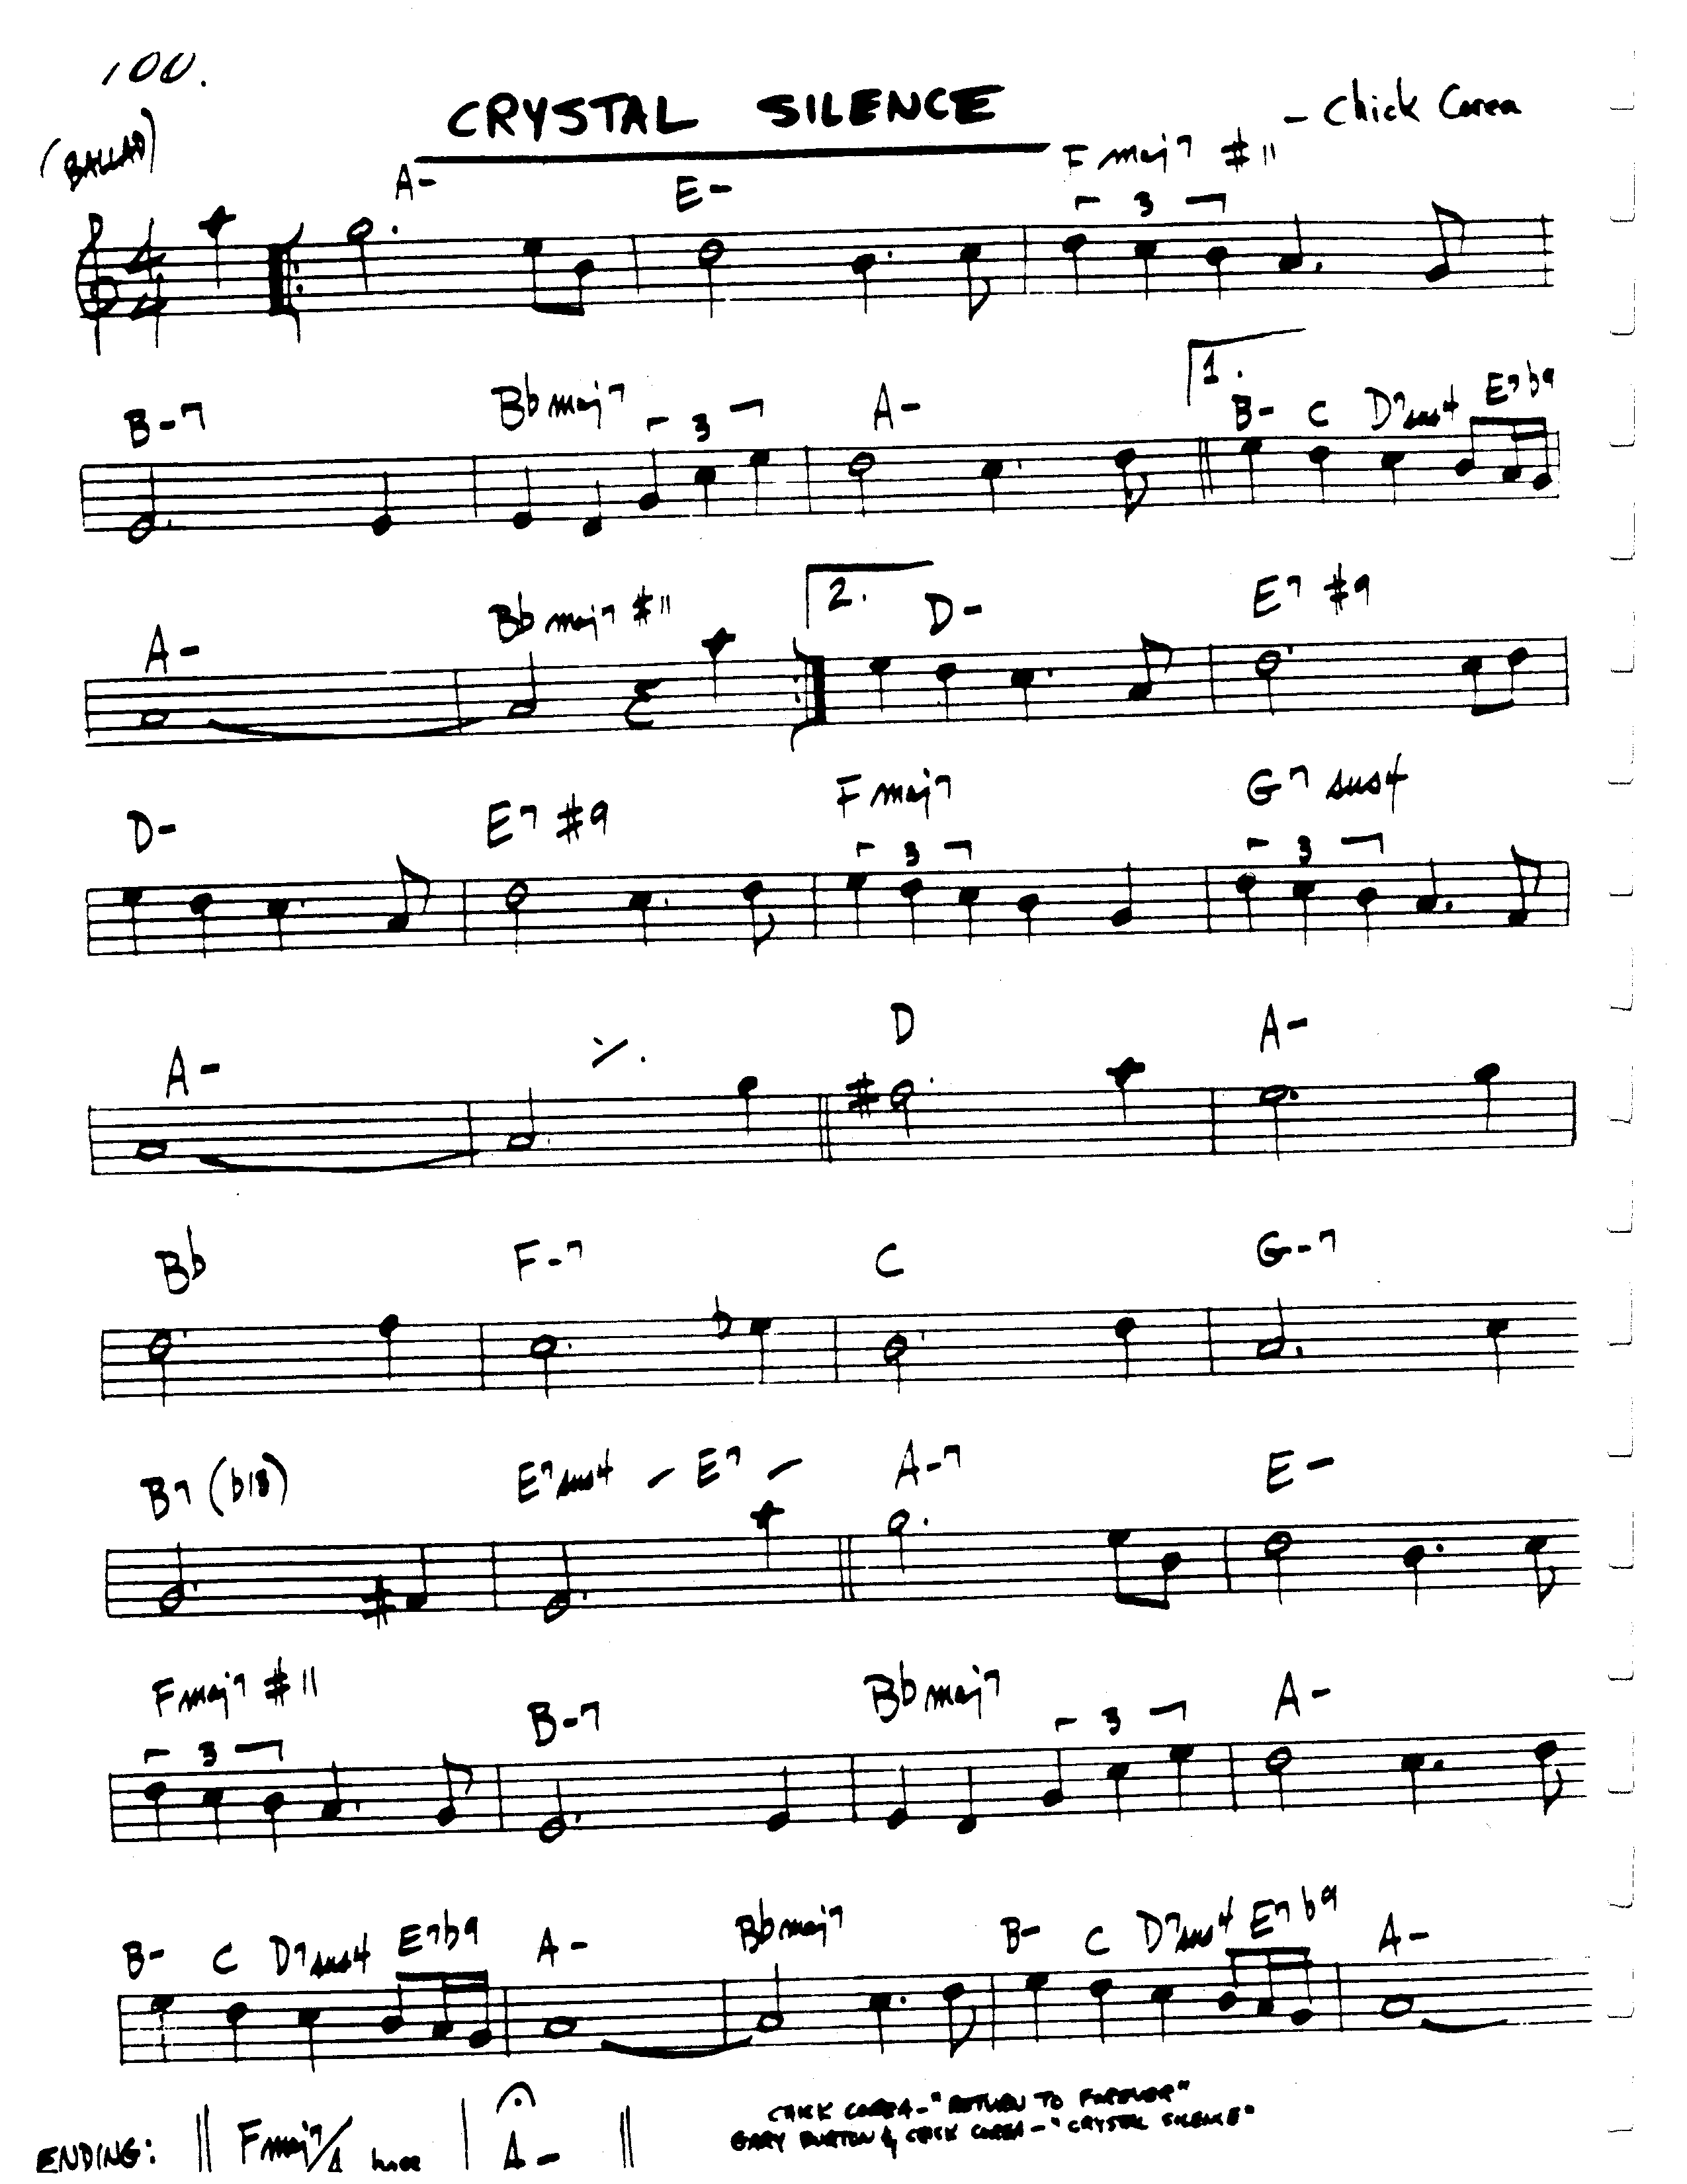 100.
CRYSTAL SILENCE - Chick Corea
(BALLAD)
A- E- Fmaj7 #11
4 3
4
1.
B-7 Bbmaj7 A- B- C D7sus4 E7b9
3
2.
A- Bbmaj7 #11 D- E7 #9
D- E7 #9 Fmaj7 G7 sus4
3 3
A- D A-
Bb F-7 C G-7
B7 (b13) E7sus4 - E7 - A-7 E-
Fmaj7 #11 B-7 Bbmaj7 A-
3 3
B- C D7sus4 E7b9 A- Bbmaj7 B- C D7sus4 E7b9 A-
CHICK COREA - "RETURN TO FOREVER"
GARY BURTON & CHICK COREA - "CRYSTAL SILENCE"
ENDING: Fmaj7/A A-